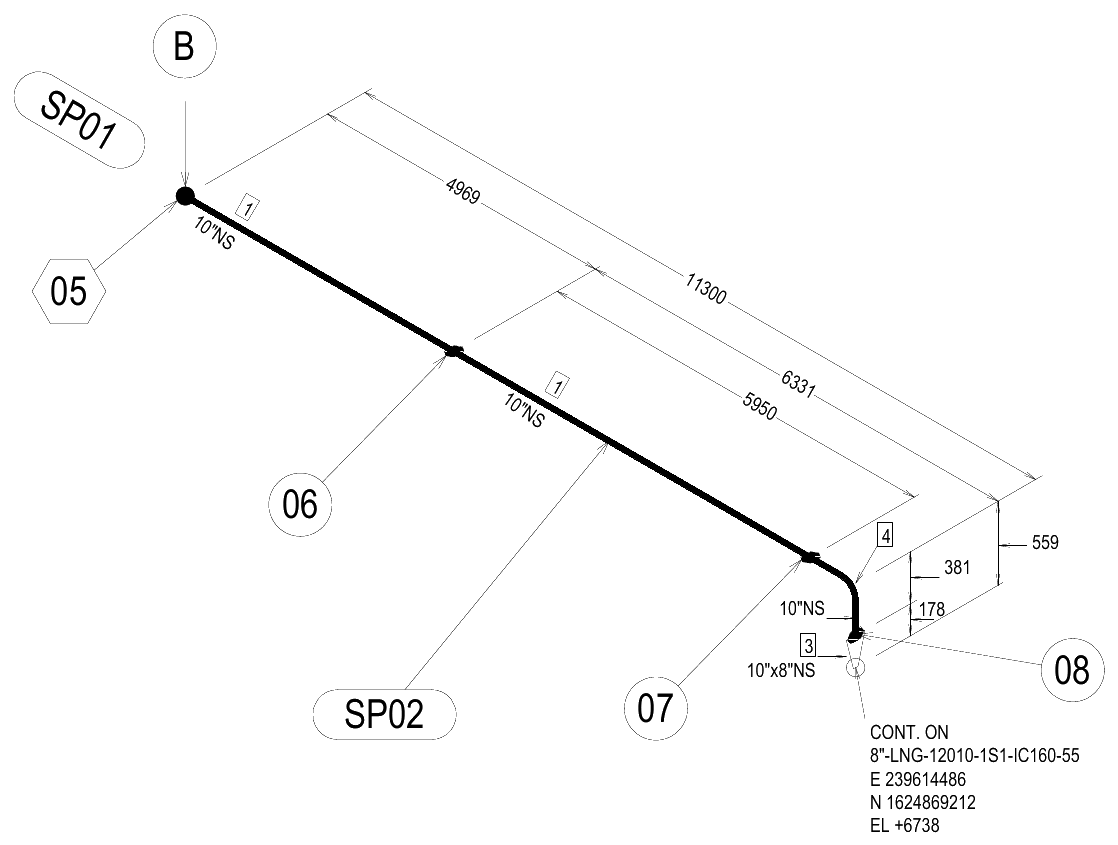 B
SP01
4969
1
10"NS
05
11300
6331
1
5950
10"NS
06
4
559
381
10"NS
178
3
10"x8"NS
08
SP02
07
CONT. ON
8"-LNG-12010-1S1-IC160-55
E 239614486
N 1624869212
EL +6738